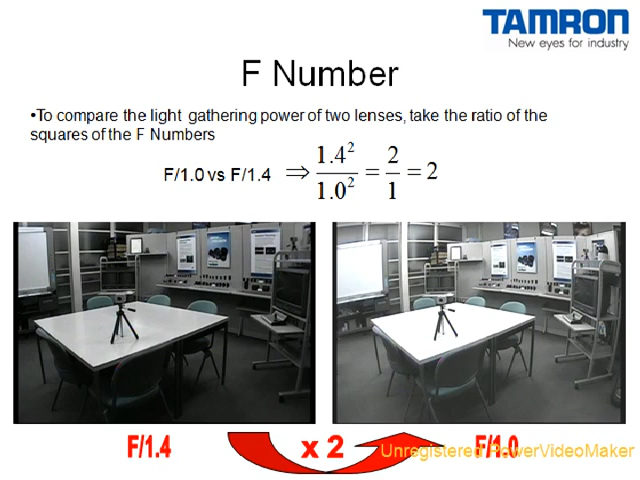 TAMRON
New eyes for industry
F Number
•To compare the light gathering power of two lenses, take the ratio of the
squares of the F Numbers
F/1.0 vs F/1.4 ⇒ 1.4²/1.0² = 2/1 = 2
F/1.4 x 2 F/1.0
Unregistered PowerVideoMaker